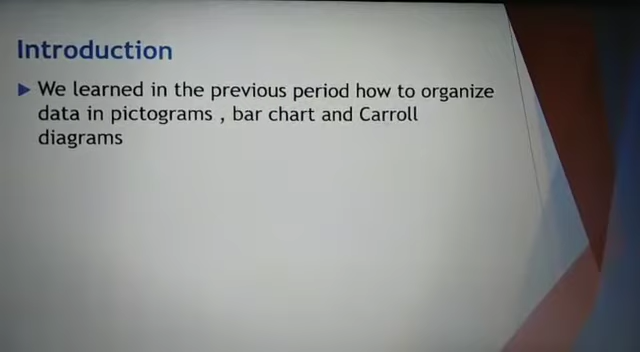 Introduction
We learned in the previous period how to organize
data in pictograms , bar chart and Carroll
diagrams